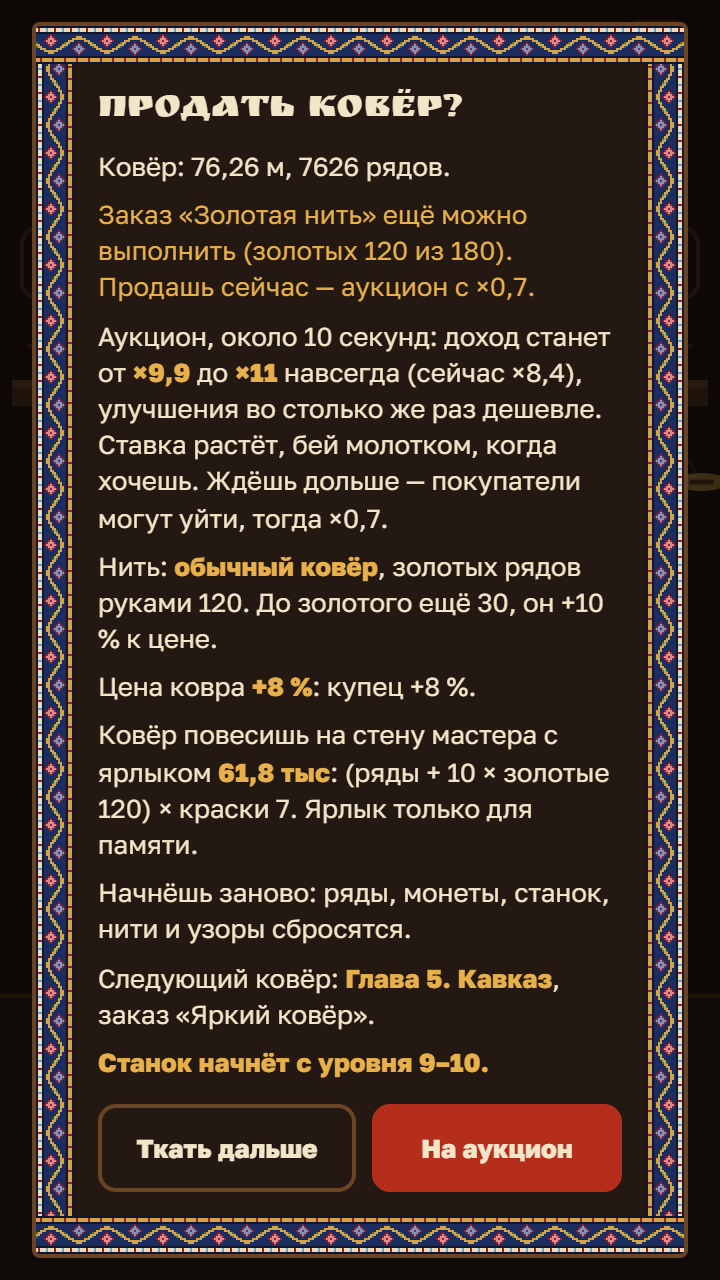 ПРОДАТЬ КОВЁР?
Ковёр: 76,26 м, 7626 рядов.
Заказ «Золотая нить» ещё можно
выполнить (золотых 120 из 180).
Продашь сейчас — аукцион с ×0,7.
Аукцион, около 10 секунд: доход станет
от ×9,9 до ×11 навсегда (сейчас ×8,4),
улучшения во столько же раз дешевле.
Ставка растёт, бей молотком, когда
хочешь. Ждёшь дольше — покупатели
могут уйти, тогда ×0,7.
Нить: обычный ковёр, золотых рядов
руками 120. До золотого ещё 30, он +10
% к цене.
Цена ковра +8 %: купец +8 %.
Ковёр повесишь на стену мастера с
ярлыком 61,8 тыс: (ряды + 10 × золотые
120) × краски 7. Ярлык только для
памяти.
Начнёшь заново: ряды, монеты, станок,
нити и узоры сбросятся.
Следующий ковёр: Глава 5. Кавказ,
заказ «Яркий ковёр».
Станок начнёт с уровня 9–10.
Ткать дальше
На аукцион